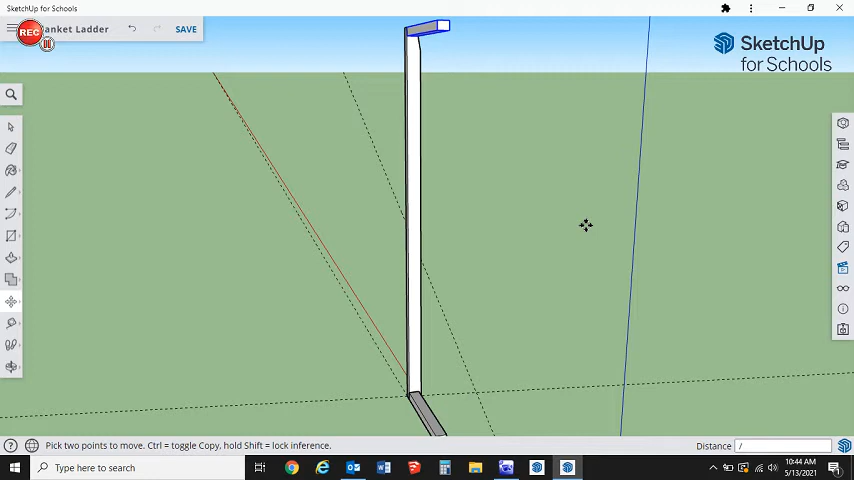 SketchUp for Schools
REC
anket Ladder
SAVE
SketchUp
for Schools
Pick two points to move. Ctrl = toggle Copy, hold Shift = lock inference.
Distance /
Type here to search
10:44 AM
5/13/2021